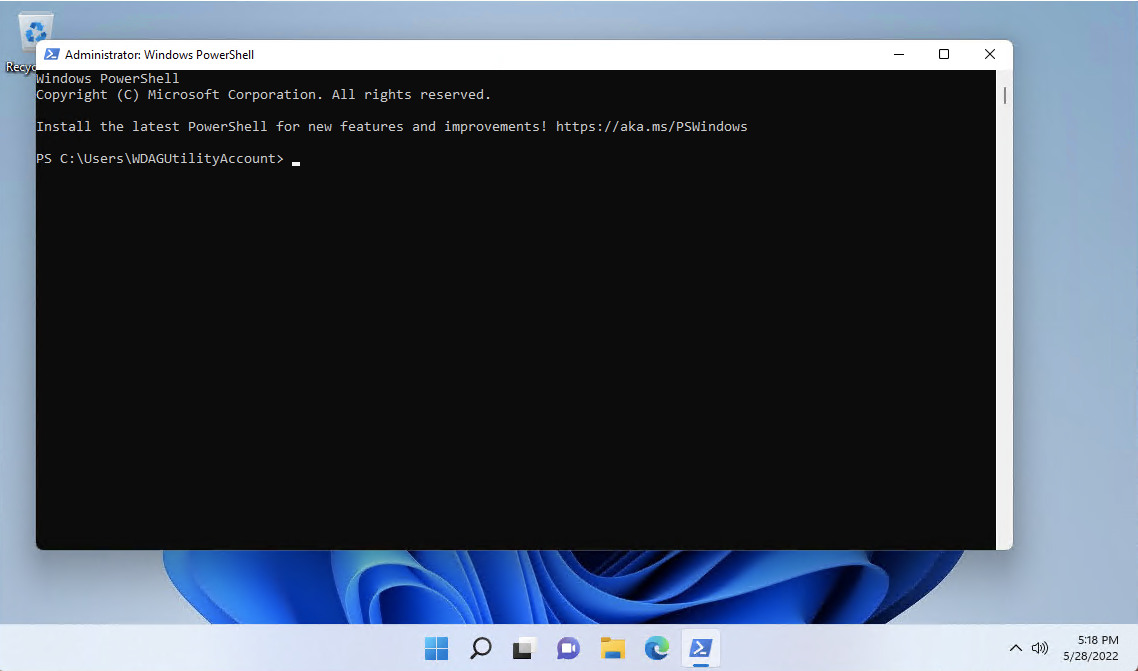 Administrator: Windows PowerShell
Recyc
Windows PowerShell
Copyright (C) Microsoft Corporation. All rights reserved.
Install the latest PowerShell for new features and improvements! https://aka.ms/PSWindows
PS C:\Users\WDAGUtilityAccount>
5:18 PM
5/28/2022